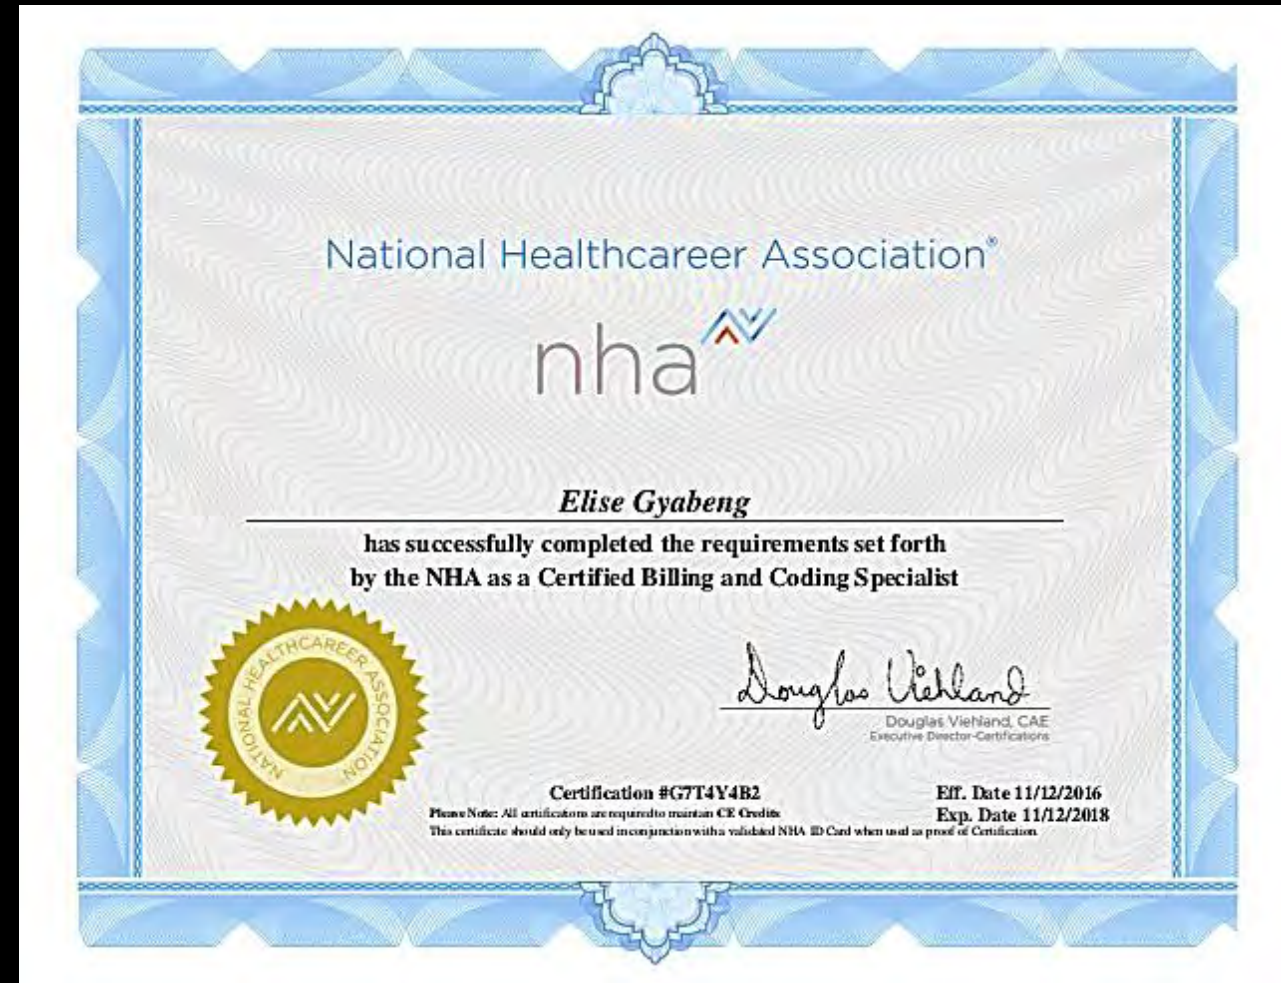 National Healthcareer Association®
nha
Elise Gyabeng
has successfully completed the requirements set forth
by the NHA as a Certified Billing and Coding Specialist
NATIONAL HEALTHCAREER ASSOCIATION
Douglas Viehland
Douglas Viehland, CAE
Executive Director-Certifications
Certification #G7T4Y4B2
Eff. Date 11/12/2016
Please Note: All certifications are required to maintain CE Credits
Exp. Date 11/12/2018
This certificate should only be used in conjunction with a validated NHA ID Card when used as proof of Certification.